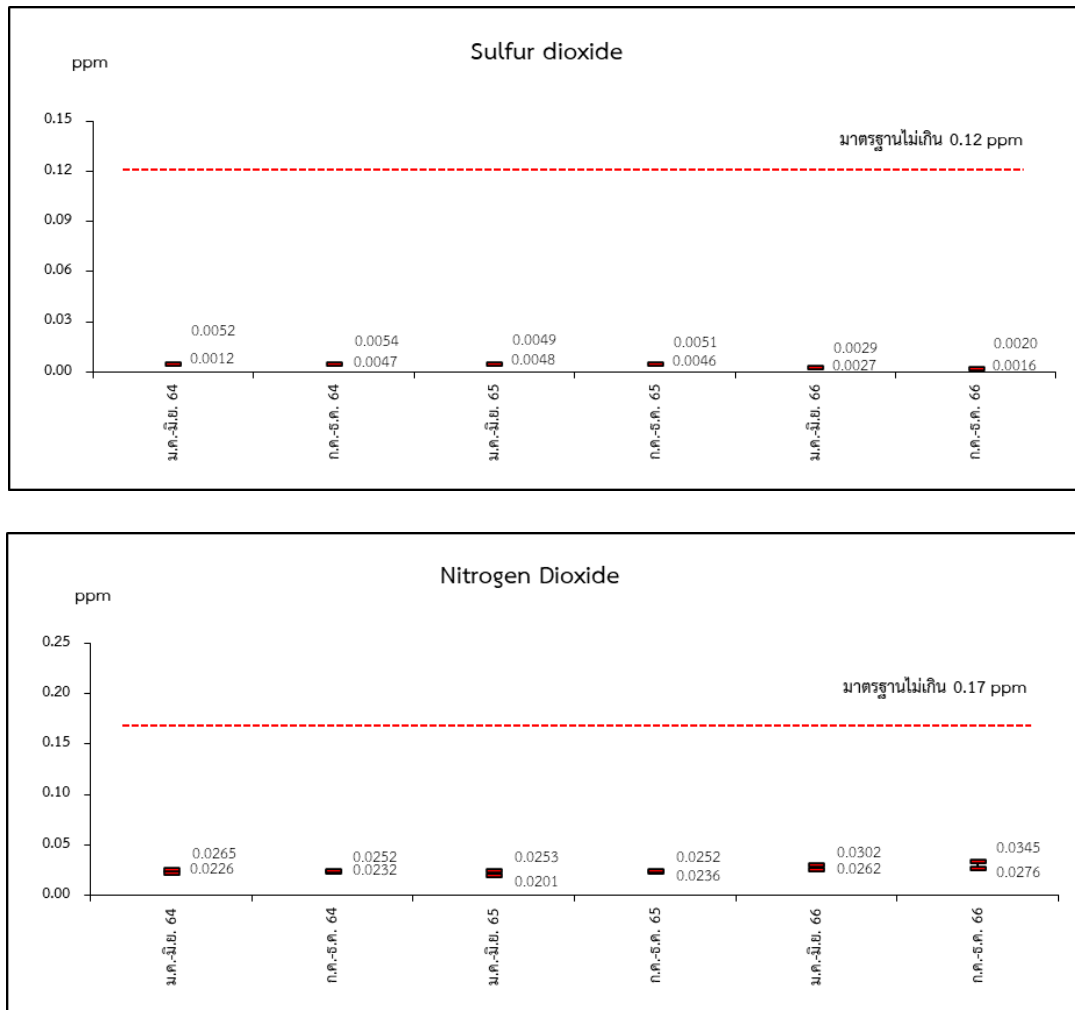 Sulfur dioxide
ppm
0.15
มาตรฐานไม่เกิน 0.12 ppm
0.12
0.09
0.06
0.03
0.00
0.0052
0.0012
0.0054
0.0047
0.0049
0.0048
0.0051
0.0046
0.0029
0.0027
0.0020
0.0016
ม.ค.-มิ.ย. 64
ก.ค.-ธ.ค. 64
ม.ค.-มิ.ย. 65
ก.ค.-ธ.ค. 65
ม.ค.-มิ.ย. 66
ก.ค.-ธ.ค. 66
Nitrogen Dioxide
ppm
0.25
0.20
มาตรฐานไม่เกิน 0.17 ppm
0.15
0.10
0.05
0.00
0.0265
0.0226
0.0252
0.0232
0.0253
0.0201
0.0252
0.0236
0.0302
0.0262
0.0345
0.0276
ม.ค.-มิ.ย. 64
ก.ค.-ธ.ค. 64
ม.ค.-มิ.ย. 65
ก.ค.-ธ.ค. 65
ม.ค.-มิ.ย. 66
ก.ค.-ธ.ค. 66